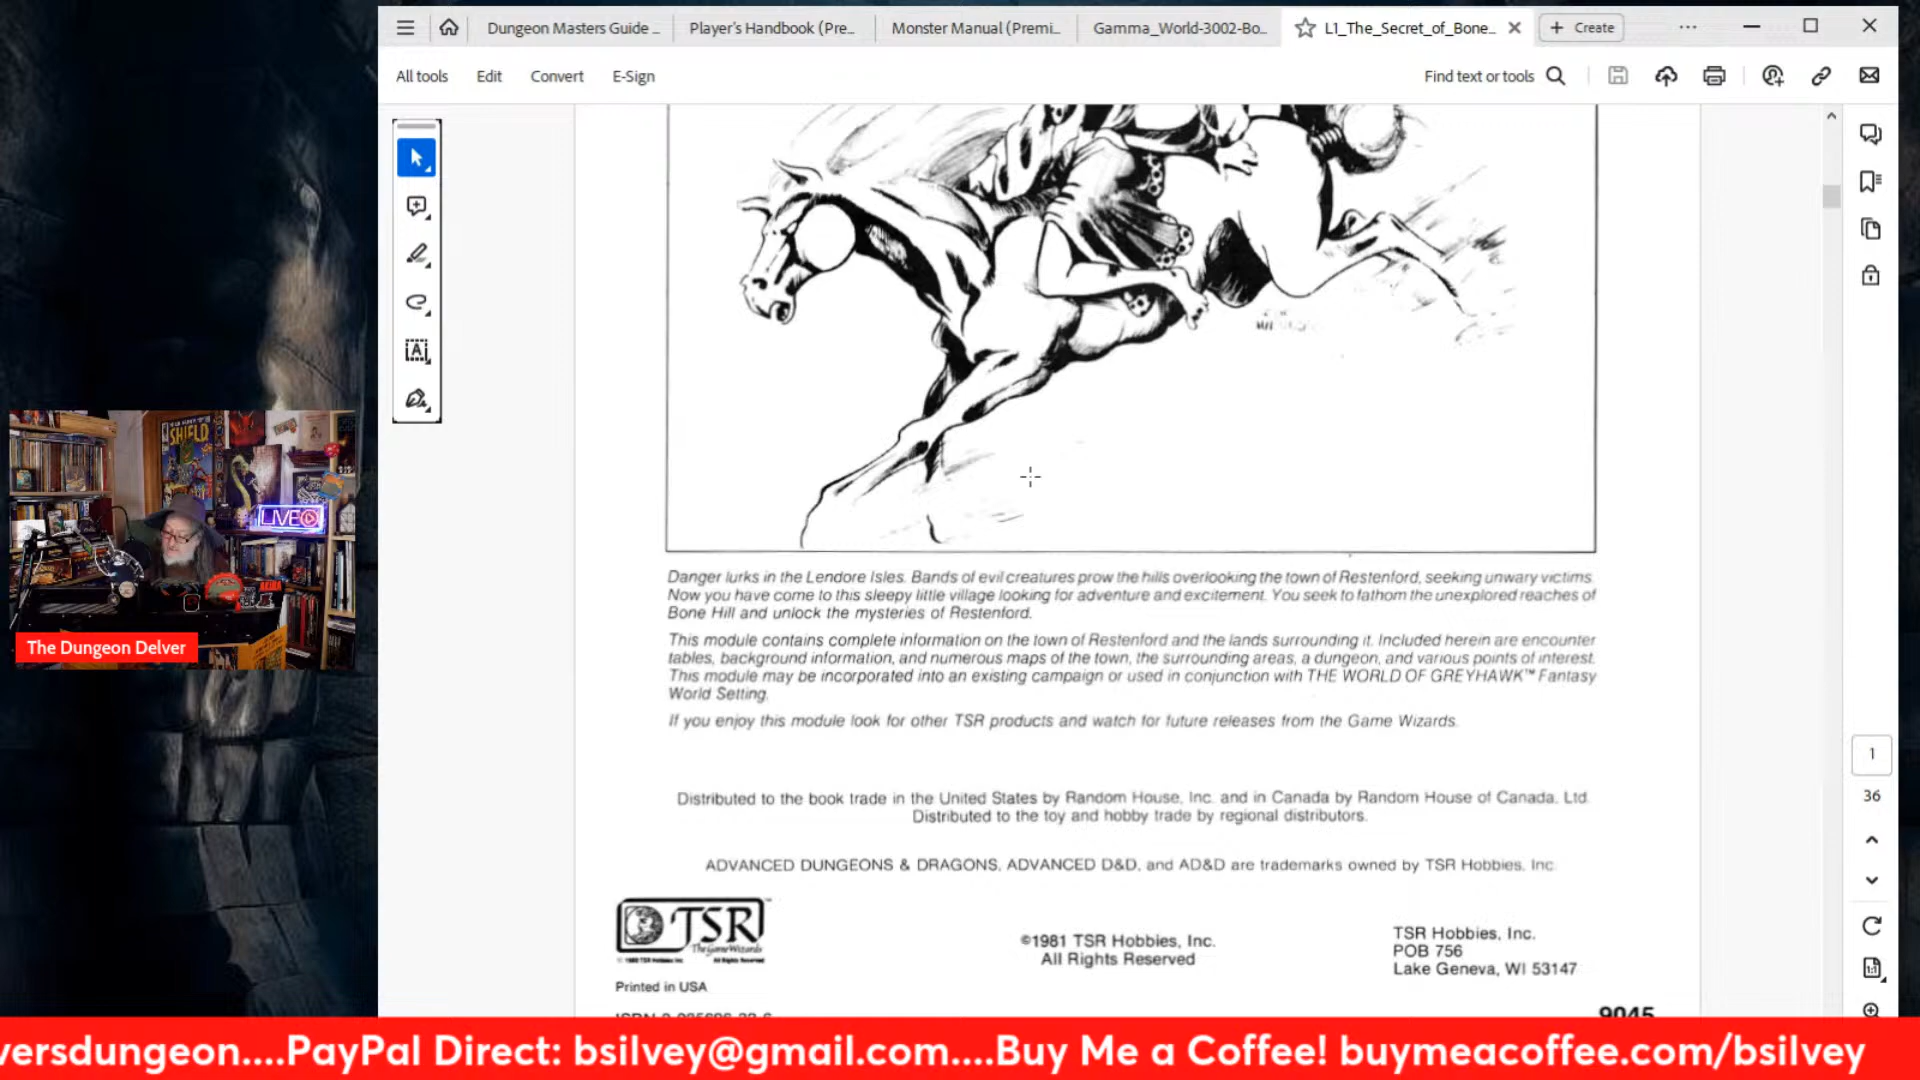 Dungeon Masters Guide ...
Player's Handbook (Pre...
Monster Manual (Premi...
Gamma_World-3002-Bo...
L1_The_Secret_of_Bone...
Create
All tools
Edit
Convert
E-Sign
Find text or tools
Danger lurks in the Lendore Isles. Bands of evil creatures prow the hills overlooking the town of Restenford, seeking unwary victims.
Now you have come to this sleepy little village looking for adventure and excitement. You seek to fathom the unexplored reaches of
Bone Hill and unlock the mysteries of Restenford.
This module contains complete information on the town of Restenford and the lands surrounding it. Included herein are encounter
tables, background information, and numerous maps of the town, the surrounding areas, a dungeon, and various points of interest.
This module may be incorporated into an existing campaign or used in conjunction with THE WORLD OF GREYHAWK™ Fantasy
World Setting.
If you enjoy this module look for other TSR products and watch for future releases from the Game Wizards.
Distributed to the book trade in the United States by Random House, Inc. and in Canada by Random House of Canada, Ltd.
Distributed to the toy and hobby trade by regional distributors.
ADVANCED DUNGEONS & DRAGONS, ADVANCED D&D, and AD&D are trademarks owned by TSR Hobbies, Inc.
TSR
The Game Wizards
©1981 TSR Hobbies, Inc.
All Rights Reserved
TSR Hobbies, Inc.
POB 756
Lake Geneva, WI 53147
Printed in USA
9045
1
36
SHIELD
LIVE
The Dungeon Delver
versdungeon....PayPal Direct: bsilvey@gmail.com....Buy Me a Coffee! buymeacoffee.com/bsilvey